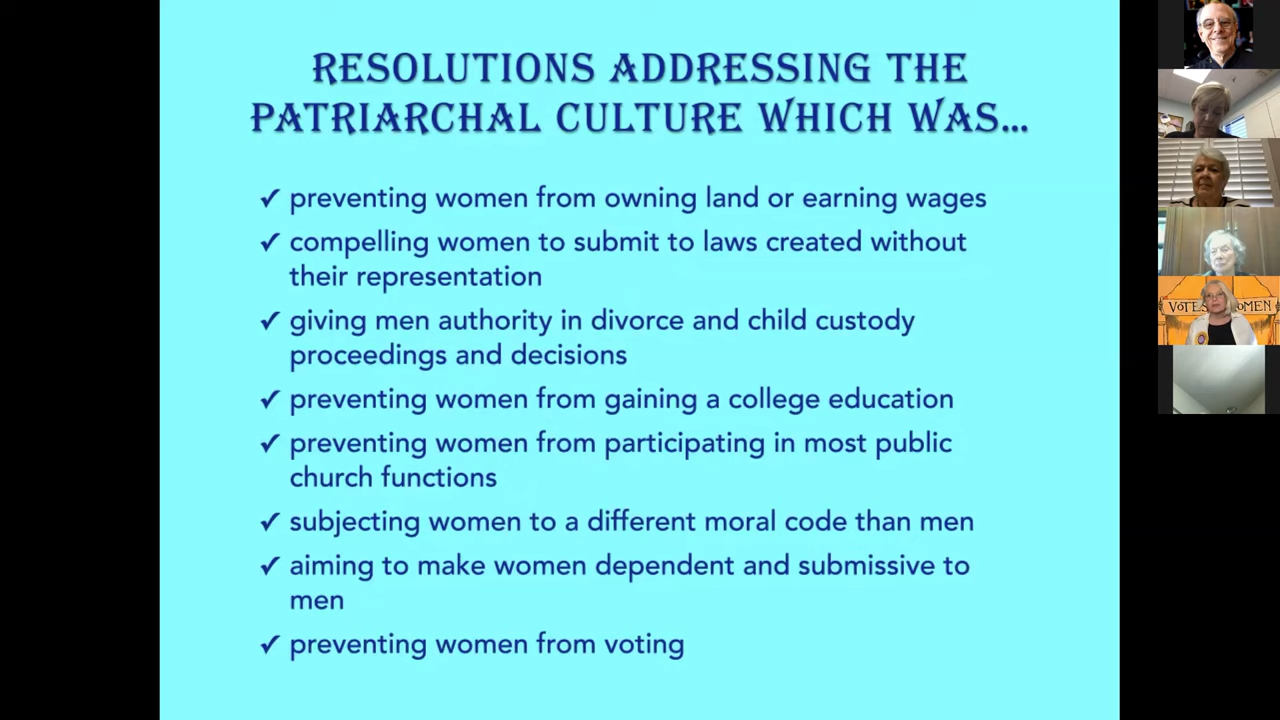 RESOLUTIONS ADDRESSING THE
PATRIARCHAL CULTURE WHICH WAS...
✓ preventing women from owning land or earning wages
✓ compelling women to submit to laws created without
their representation
✓ giving men authority in divorce and child custody
proceedings and decisions
✓ preventing women from gaining a college education
✓ preventing women from participating in most public
church functions
✓ subjecting women to a different moral code than men
✓ aiming to make women dependent and submissive to
men
✓ preventing women from voting
VOTES OMEN